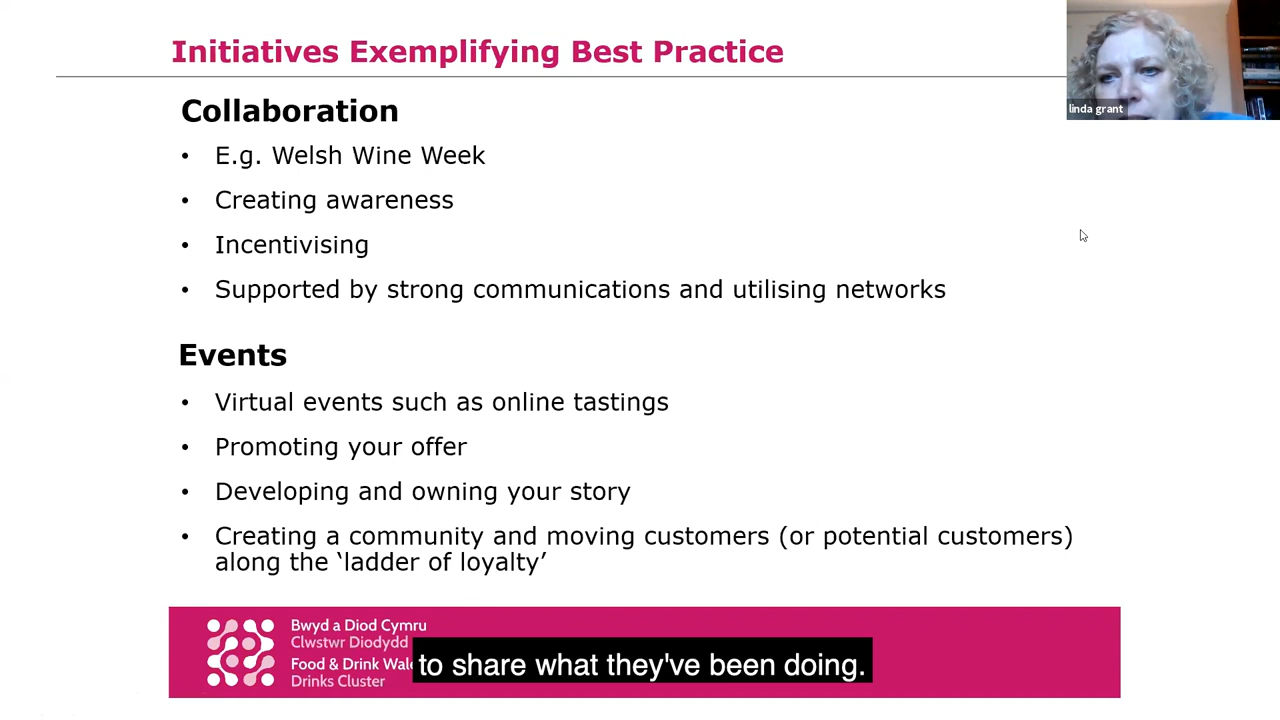 Initiatives Exemplifying Best Practice
linda grant
Collaboration
• E.g. Welsh Wine Week
• Creating awareness
• Incentivising
• Supported by strong communications and utilising networks
Events
• Virtual events such as online tastings
• Promoting your offer
• Developing and owning your story
• Creating a community and moving customers (or potential customers)
along the ‘ladder of loyalty’
Bwyd a Diod Cymru
Clwstwr Diodydd
Food & Drink Wal
Drinks Cluster
to share what they've been doing.